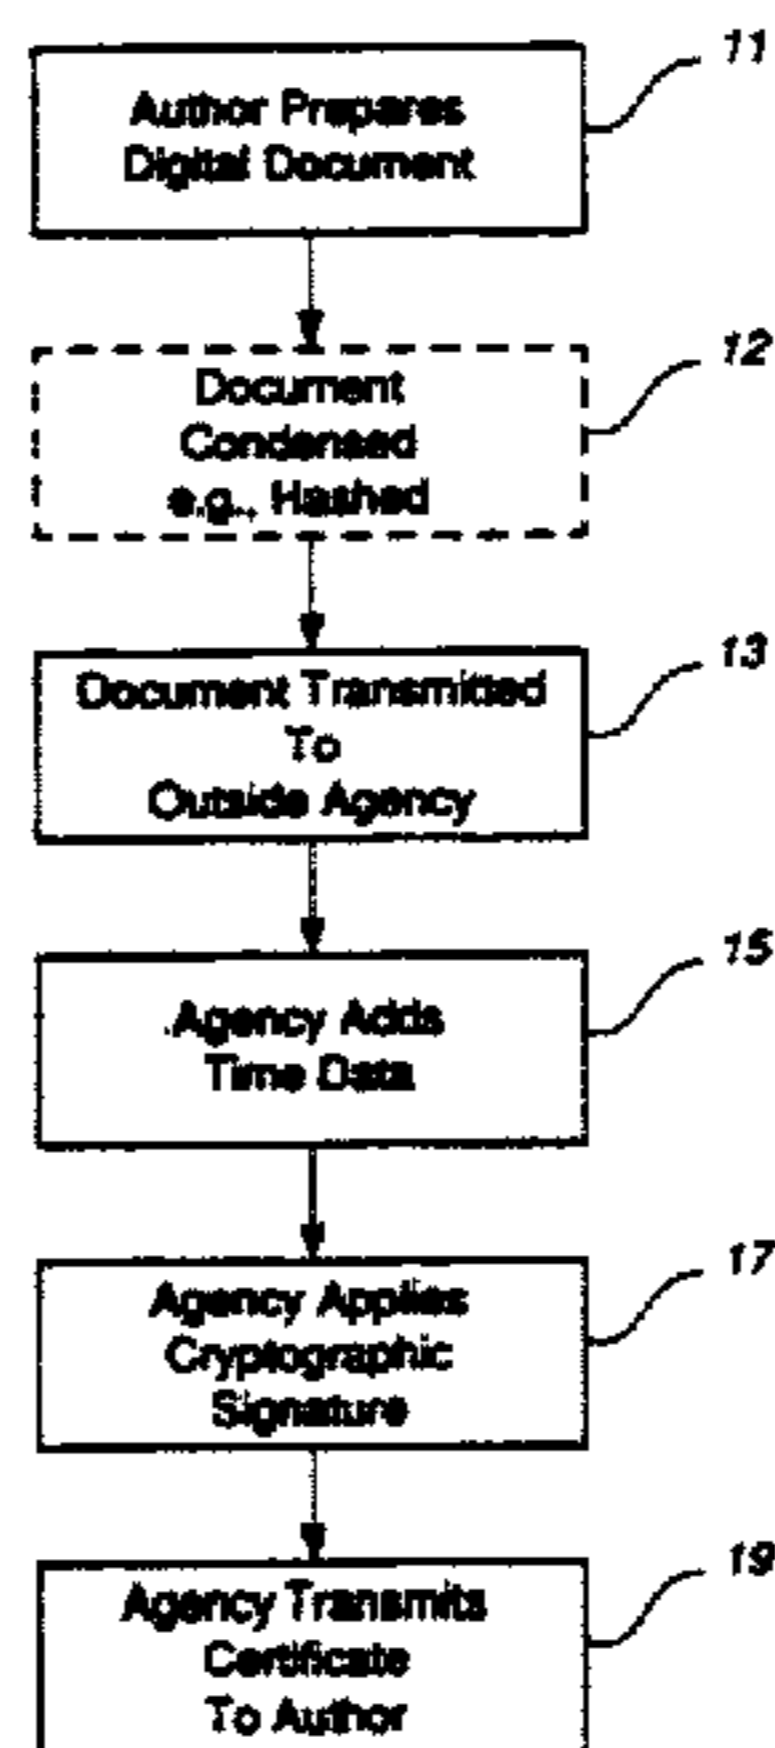 11
Author Prepares
Digital Document
12
Document
Condensed
e.g., Hashed
13
Document Transmitted
To
Outside Agency
15
Agency Adds
Time Data
17
Agency Applies
Cryptographic
Signature
19
Agency Transmits
Certificate
To Author